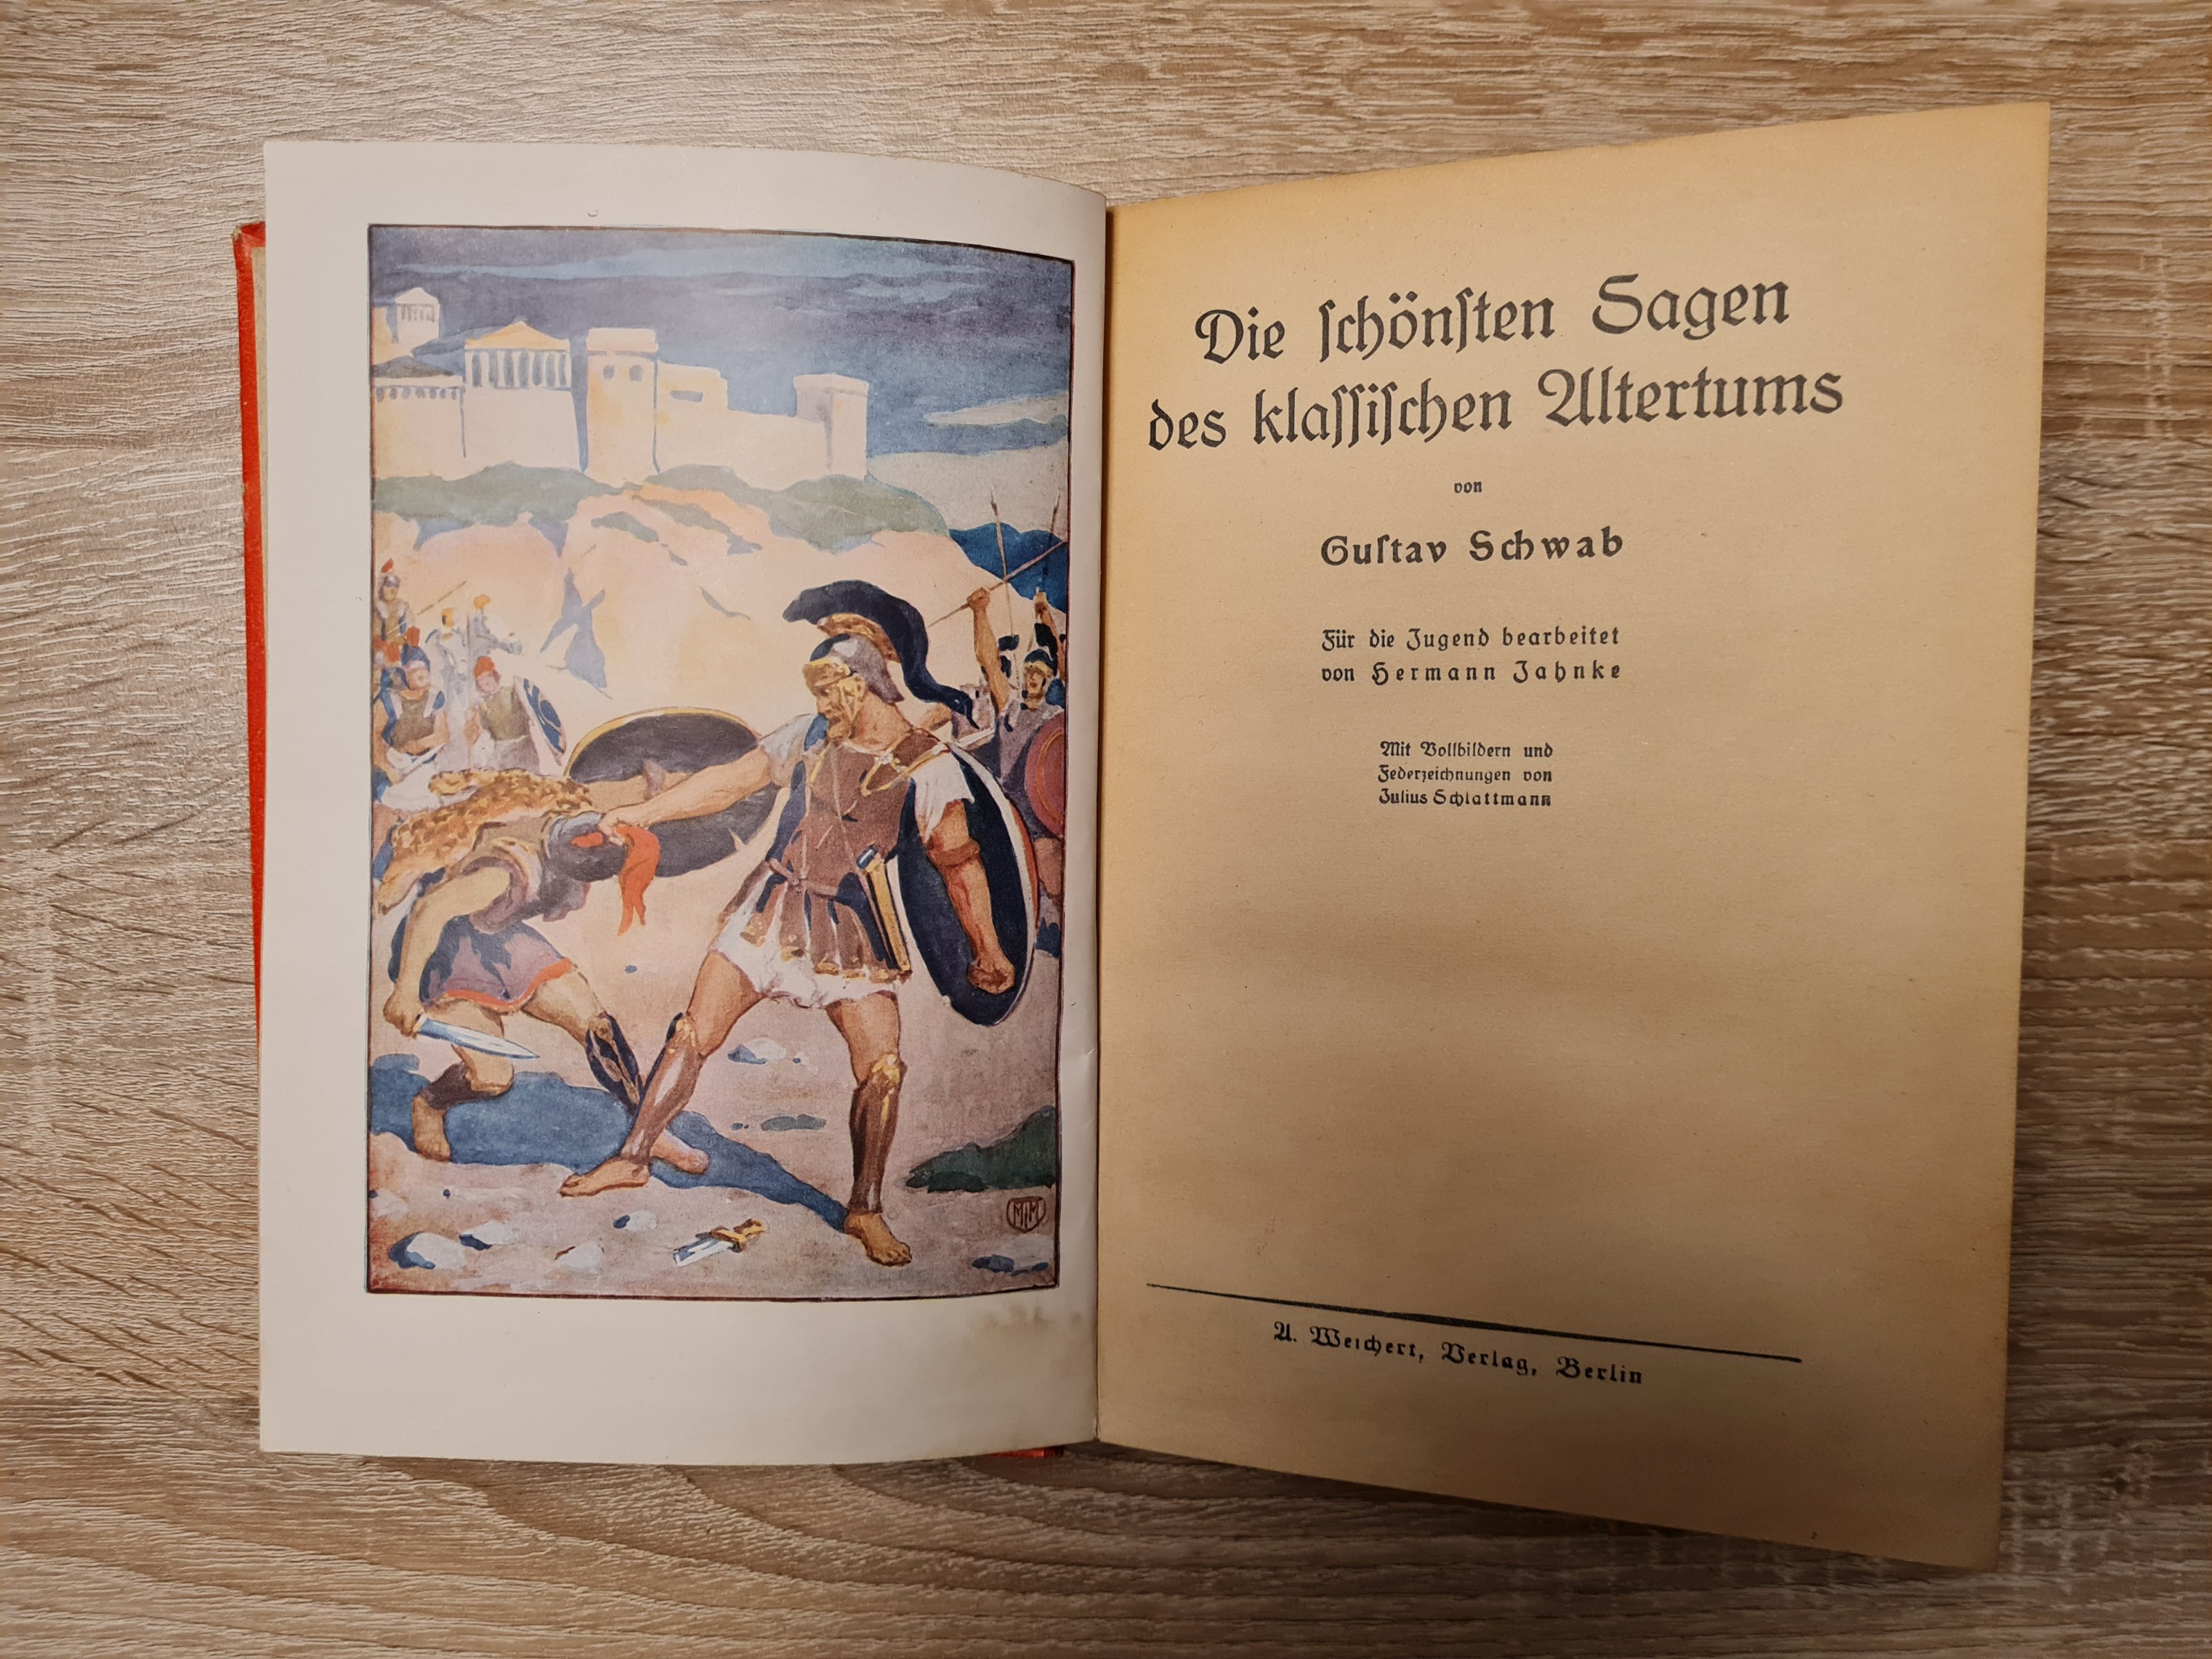 MIM
Die ſchönſten Sagen
des klaſſiſchen Altertums
von
Guſtav Schwab
Für die Jugend bearbeitet
von Hermann Jahnke
Mit Vollbildern und
Federzeichnungen von
Julius Schlattmann
A. Weichert, Verlag, Berlin